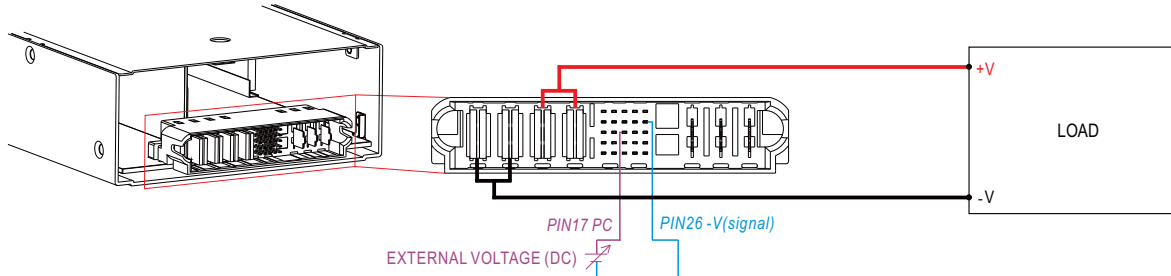 +V
LOAD
-V
PIN17 PC
PIN26 -V(signal)
EXTERNAL VOLTAGE (DC)